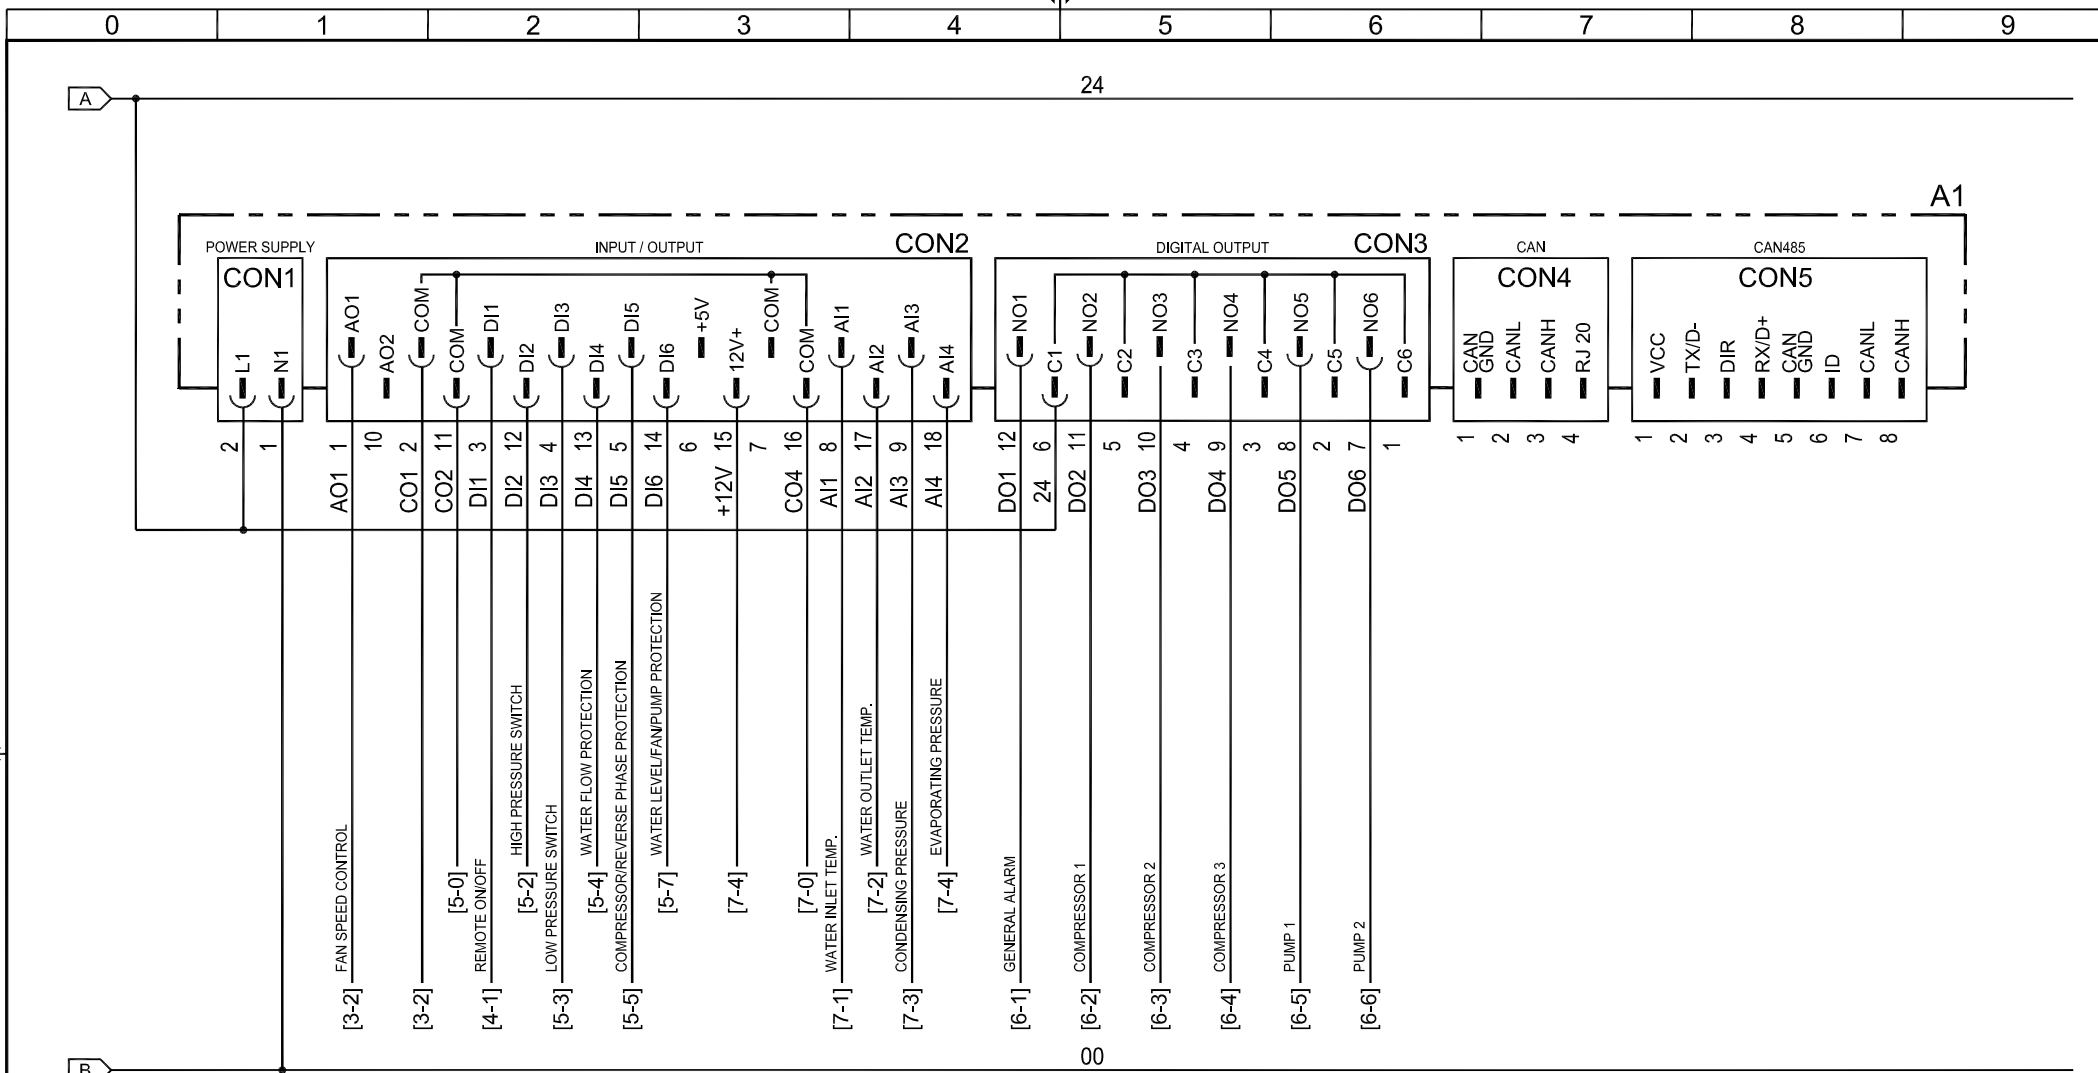 0 1 2 3 4 5 6 7 8 9
A
24
A1
POWER SUPPLY INPUT / OUTPUT CON2 DIGITAL OUTPUT CON3 CAN CAN485
CON1 CON4 CON5
L1
N1
AO1
AO2
COM
COM
DI1
DI2
DI3
DI4
DI5
DI6
+5V
12V+
COM
COM
AI1
AI2
AI3
AI4
NO1
C1
NO2
C2
NO3
C3
NO4
C4
NO5
C5
NO6
C6
CAN
GND
CANL
CANH
RJ 20
VCC
TX/D-
DIR
RX/D+
CAN
GND
ID
CANL
CANH
2 1 1 10 2 11 3 12 4 13 5 14 6 15 7 16 8 17 9 18 12 6 11 5 10 4 9 3 8 2 7 1 1 2 3 4 1 2 3 4 5 6 7 8
AO1
CO1
CO2
DI1
DI2
DI3
DI4
DI5
DI6
+12V
CO4
AI1
AI2
AI3
AI4
DO1
24
DO2
DO3
DO4
DO5
DO6
FAN SPEED CONTROL
[3-2]
[3-2]
[5-0]
REMOTE ON/OFF
[4-1]
HIGH PRESSURE SWITCH
[5-2]
LOW PRESSURE SWITCH
[5-3]
WATER FLOW PROTECTION
[5-4]
COMPRESSOR/REVERSE PHASE PROTECTION
[5-5]
WATER LEVEL/FAN/PUMP PROTECTION
[5-7]
[7-4]
[7-0]
WATER INLET TEMP.
[7-1]
WATER OUTLET TEMP.
[7-2]
CONDENSING PRESSURE
[7-3]
EVAPORATING PRESSURE
[7-4]
GENERAL ALARM
[6-1]
COMPRESSOR 1
[6-2]
COMPRESSOR 2
[6-3]
COMPRESSOR 3
[6-4]
PUMP 1
[6-5]
PUMP 2
[6-6]
00
B